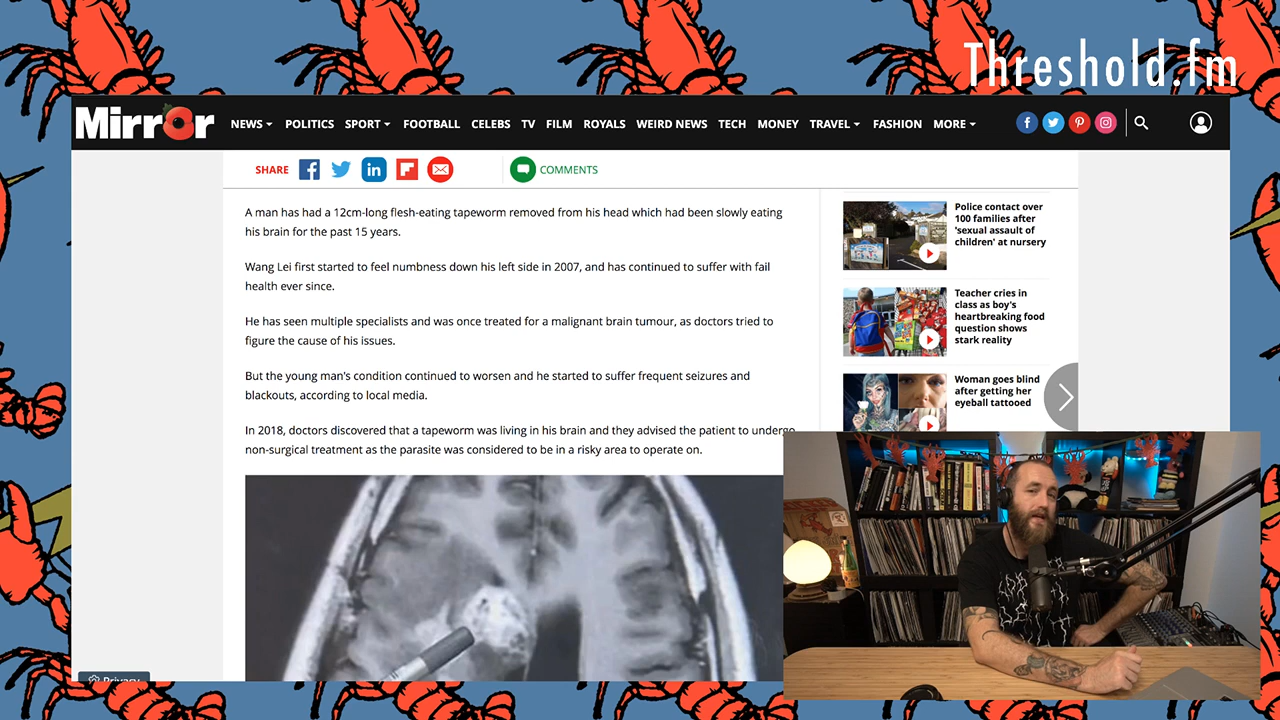 Threshold.fm
Mirror NEWS POLITICS SPORT FOOTBALL CELEBS TV FILM ROYALS WEIRD NEWS TECH MONEY TRAVEL FASHION MORE
SHARE COMMENTS
A man has had a 12cm-long flesh-eating tapeworm removed from his head which had been slowly eating
his brain for the past 15 years.
Wang Lei first started to feel numbness down his left side in 2007, and has continued to suffer with fail
health ever since.
He has seen multiple specialists and was once treated for a malignant brain tumour, as doctors tried to
figure the cause of his issues.
But the young man's condition continued to worsen and he started to suffer frequent seizures and
blackouts, according to local media.
In 2018, doctors discovered that a tapeworm was living in his brain and they advised the patient to undergo
non-surgical treatment as the parasite was considered to be in a risky area to operate on.
Police contact over
100 families after
'sexual assault of
children' at nursery
Teacher cries in
class as boy's
heartbreaking food
question shows
stark reality
Woman goes blind
after getting her
eyeball tattooed
Privacy